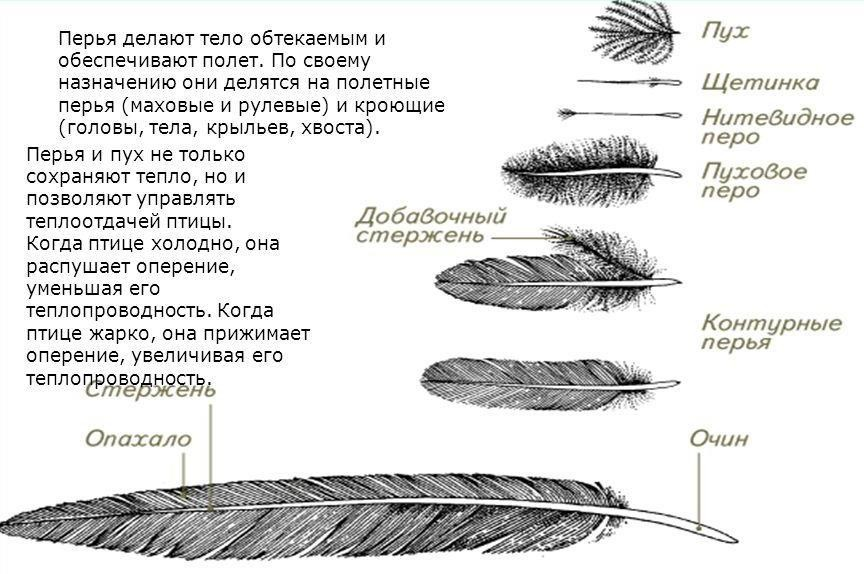 Перья делают тело обтекаемым и
обеспечивают полет. По своему
назначению они делятся на полетные
перья (маховые и рулевые) и кроющие
(головы, тела, крыльев, хвоста).
Перья и пух не только
сохраняют тепло, но и
позволяют управлять
теплоотдачей птицы.
Когда птице холодно, она
распушает оперение,
уменьшая его
теплопроводность. Когда
птице жарко, она прижимает
оперение, увеличивая его
теплопроводность.
Пух
Щетинка
Нитевидное
перо
Пуховое
перо
Добавочный
стержень
Контурные
перья
Стержень
Опахало
Очин